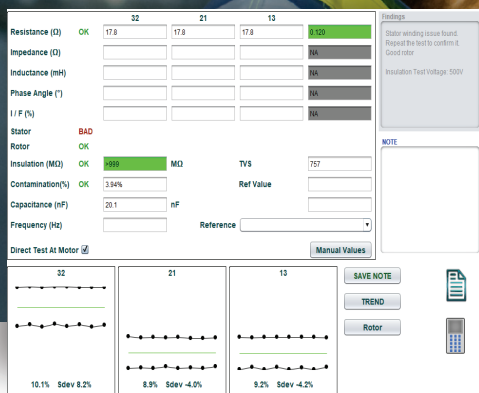 32 21 13
Resistance (Ω) OK 17.8 17.8 17.8 0.120
Impedance (Ω) NA
Inductance (mH) NA
Phase Angle (°) NA
I / F (%) NA
Stator BAD
Rotor OK
Insulation (MΩ) OK >999 MΩ TVS 757
Contamination(%) OK 3.94% Ref Value
Capacitance (nF) 20.1 nF
Frequency (Hz) Reference
Direct Test At Motor Manual Values
Findings
Stator winding issue found.
Repeat the test to confirm it.
Good rotor
Insulation Test Voltage: 500V
NOTE
32 21 13
10.1% Sdev 8.2% 8.9% Sdev -4.0% 9.2% Sdev -4.2%
SAVE NOTE
TREND
Rotor